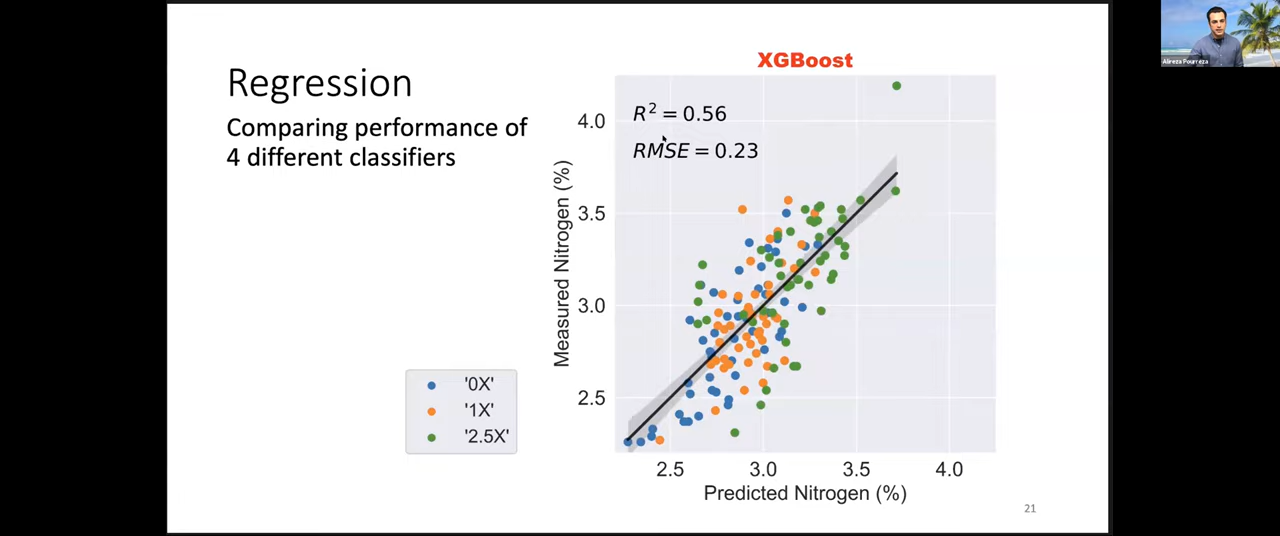 Regression
Comparing performance of
4 different classifiers
XGBoost
R² = 0.56
RMSE = 0.23
Measured Nitrogen (%)
4.0
3.5
3.0
2.5
2.5 3.0 3.5 4.0
Predicted Nitrogen (%)
'0X'
'1X'
'2.5X'
21
Alireza Pourreza